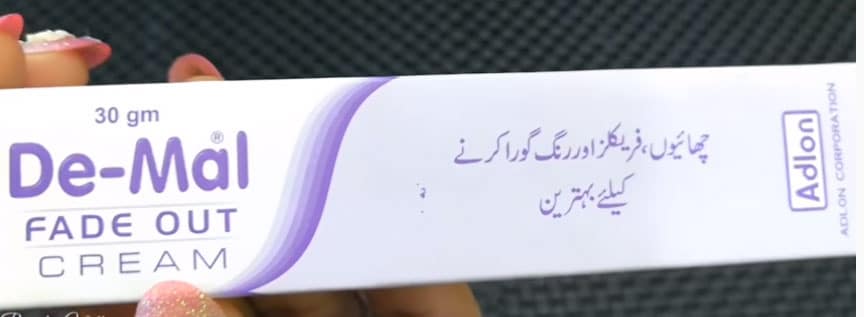 30 gm
De-Mal®
FADE OUT
CREAM
چھائیوں،فریکلز اور رنگ گورا کرنے
کیلئے بہترین
Adlon
ADLON CORPORATION